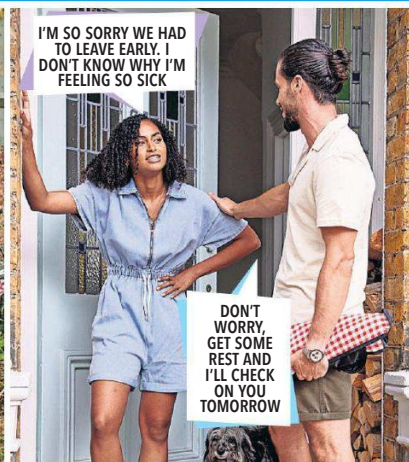 I'M SO SORRY WE HAD
TO LEAVE EARLY. I
DON'T KNOW WHY I'M
FEELING SO SICK
DON'T
WORRY,
GET SOME
REST AND
I'LL CHECK
ON YOU
TOMORROW